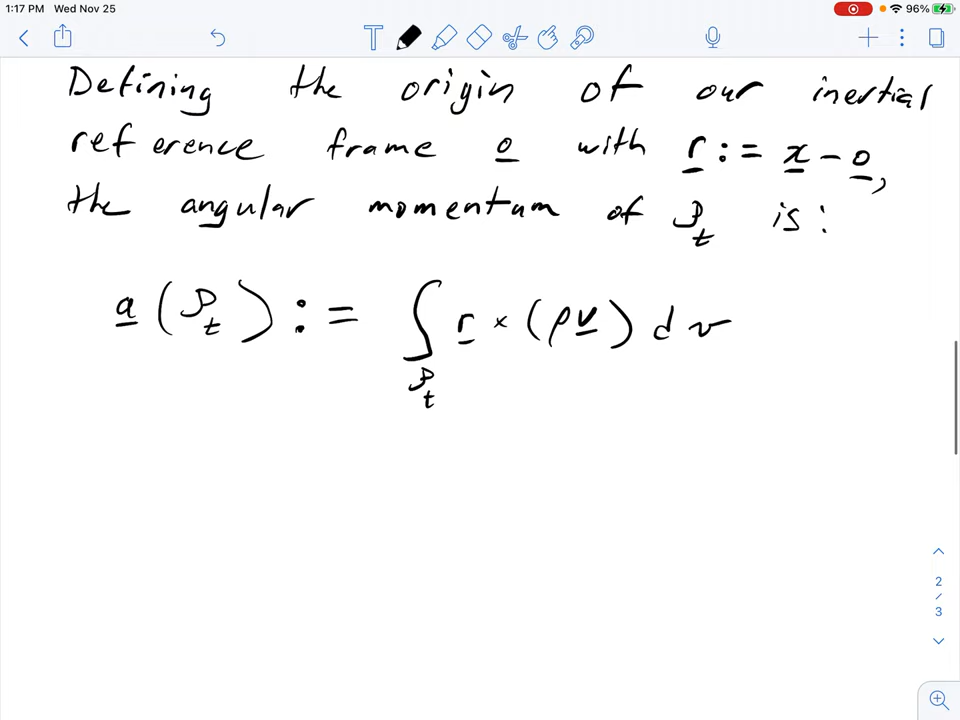 1:17 PM Wed Nov 25
96%
T
Defining the origin of our inertial
reference frame o with r := x - o,
the angular momentum of 𝒫_t is:
a(𝒫_t) := ∫_𝒫_t r × (ρv) dv
2
/
3